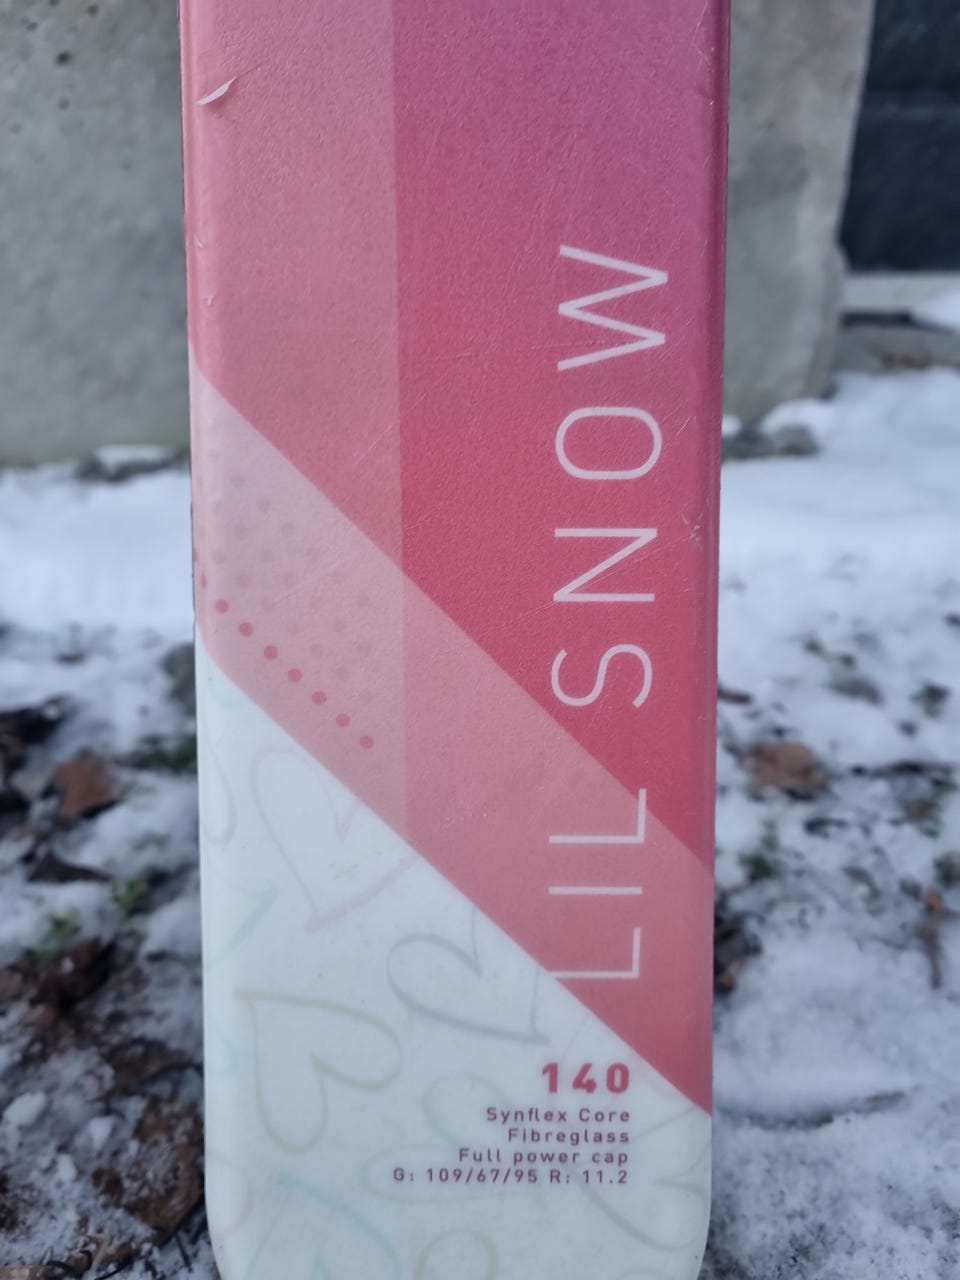 LIL SNOW
140
Synflex Core
Fibreglass
Full power cap
G: 109/67/95 R: 11.2